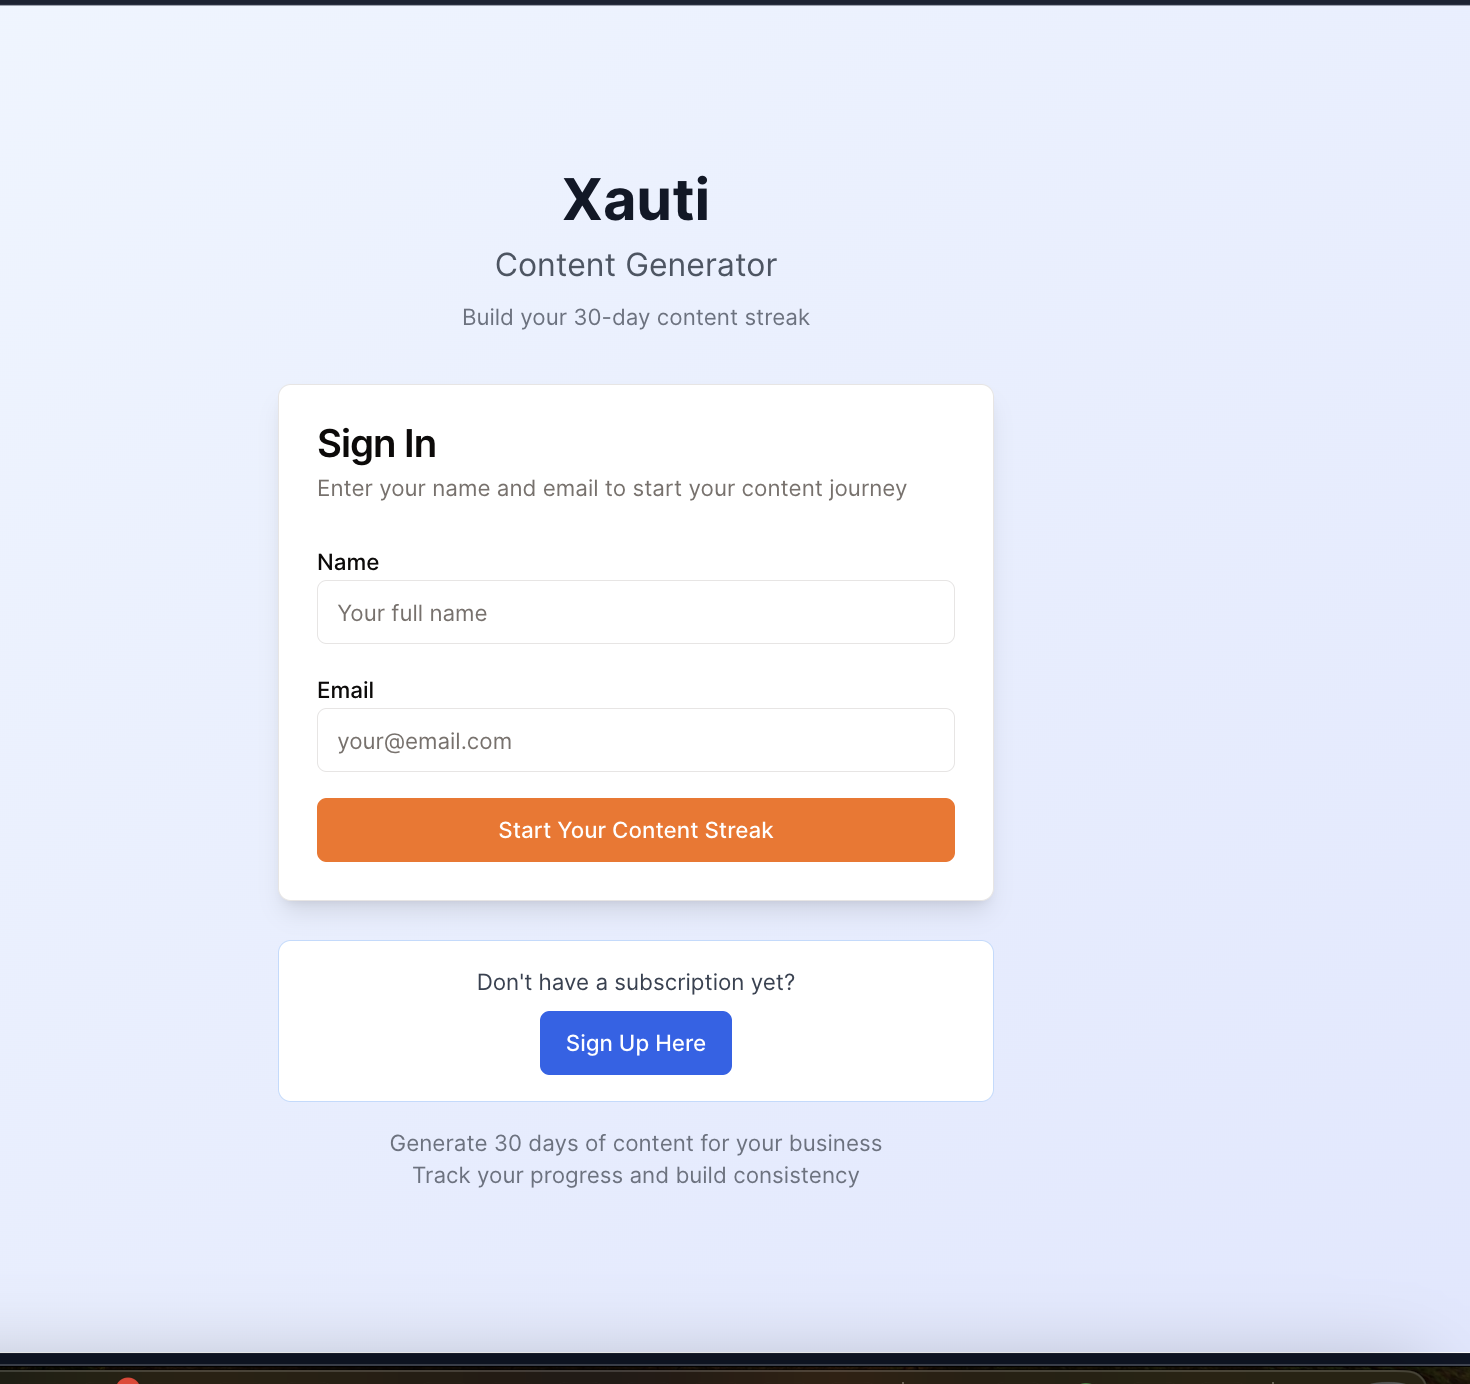 Xauti
Content Generator
Build your 30-day content streak
Sign In
Enter your name and email to start your content journey
Name
Your full name
Email
your@email.com
Start Your Content Streak
Don't have a subscription yet?
Sign Up Here
Generate 30 days of content for your business
Track your progress and build consistency